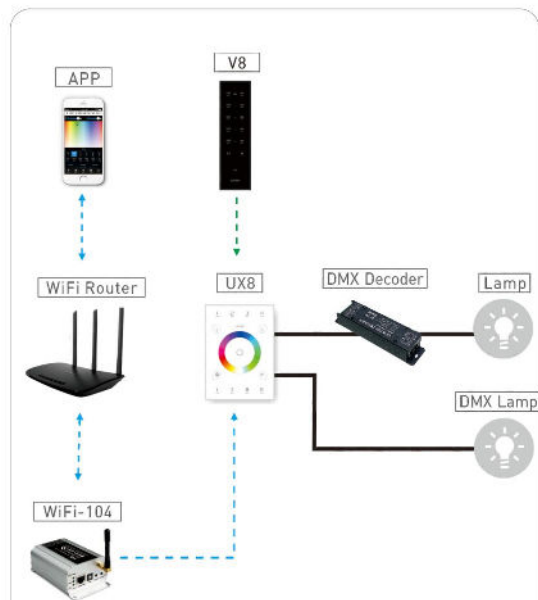 APP
V8
WiFi Router
UX8
DMX Decoder
Lamp
DMX Lamp
WiFi-104